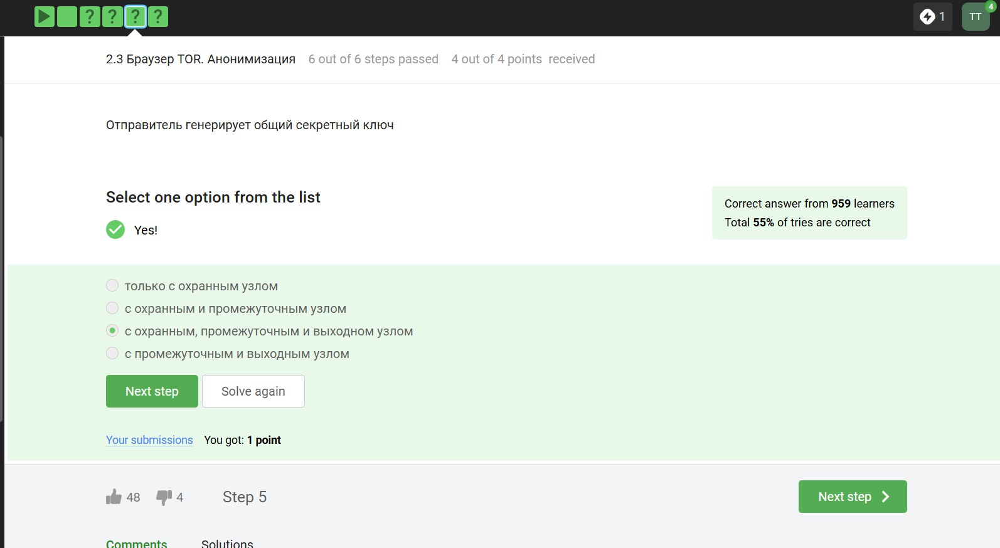 ? ? ? ?
1
TT
4
2.3 Браузер TOR. Анонимизация 6 out of 6 steps passed 4 out of 4 points received
Отправитель генерирует общий секретный ключ
Select one option from the list
Yes!
Correct answer from 959 learners
Total 55% of tries are correct
только с охранным узлом
с охранным и промежуточным узлом
с охранным, промежуточным и выходном узлом
с промежуточным и выходным узлом
Next step Solve again
Your submissions You got: 1 point
48 4 Step 5 Next step
Comments Solutions